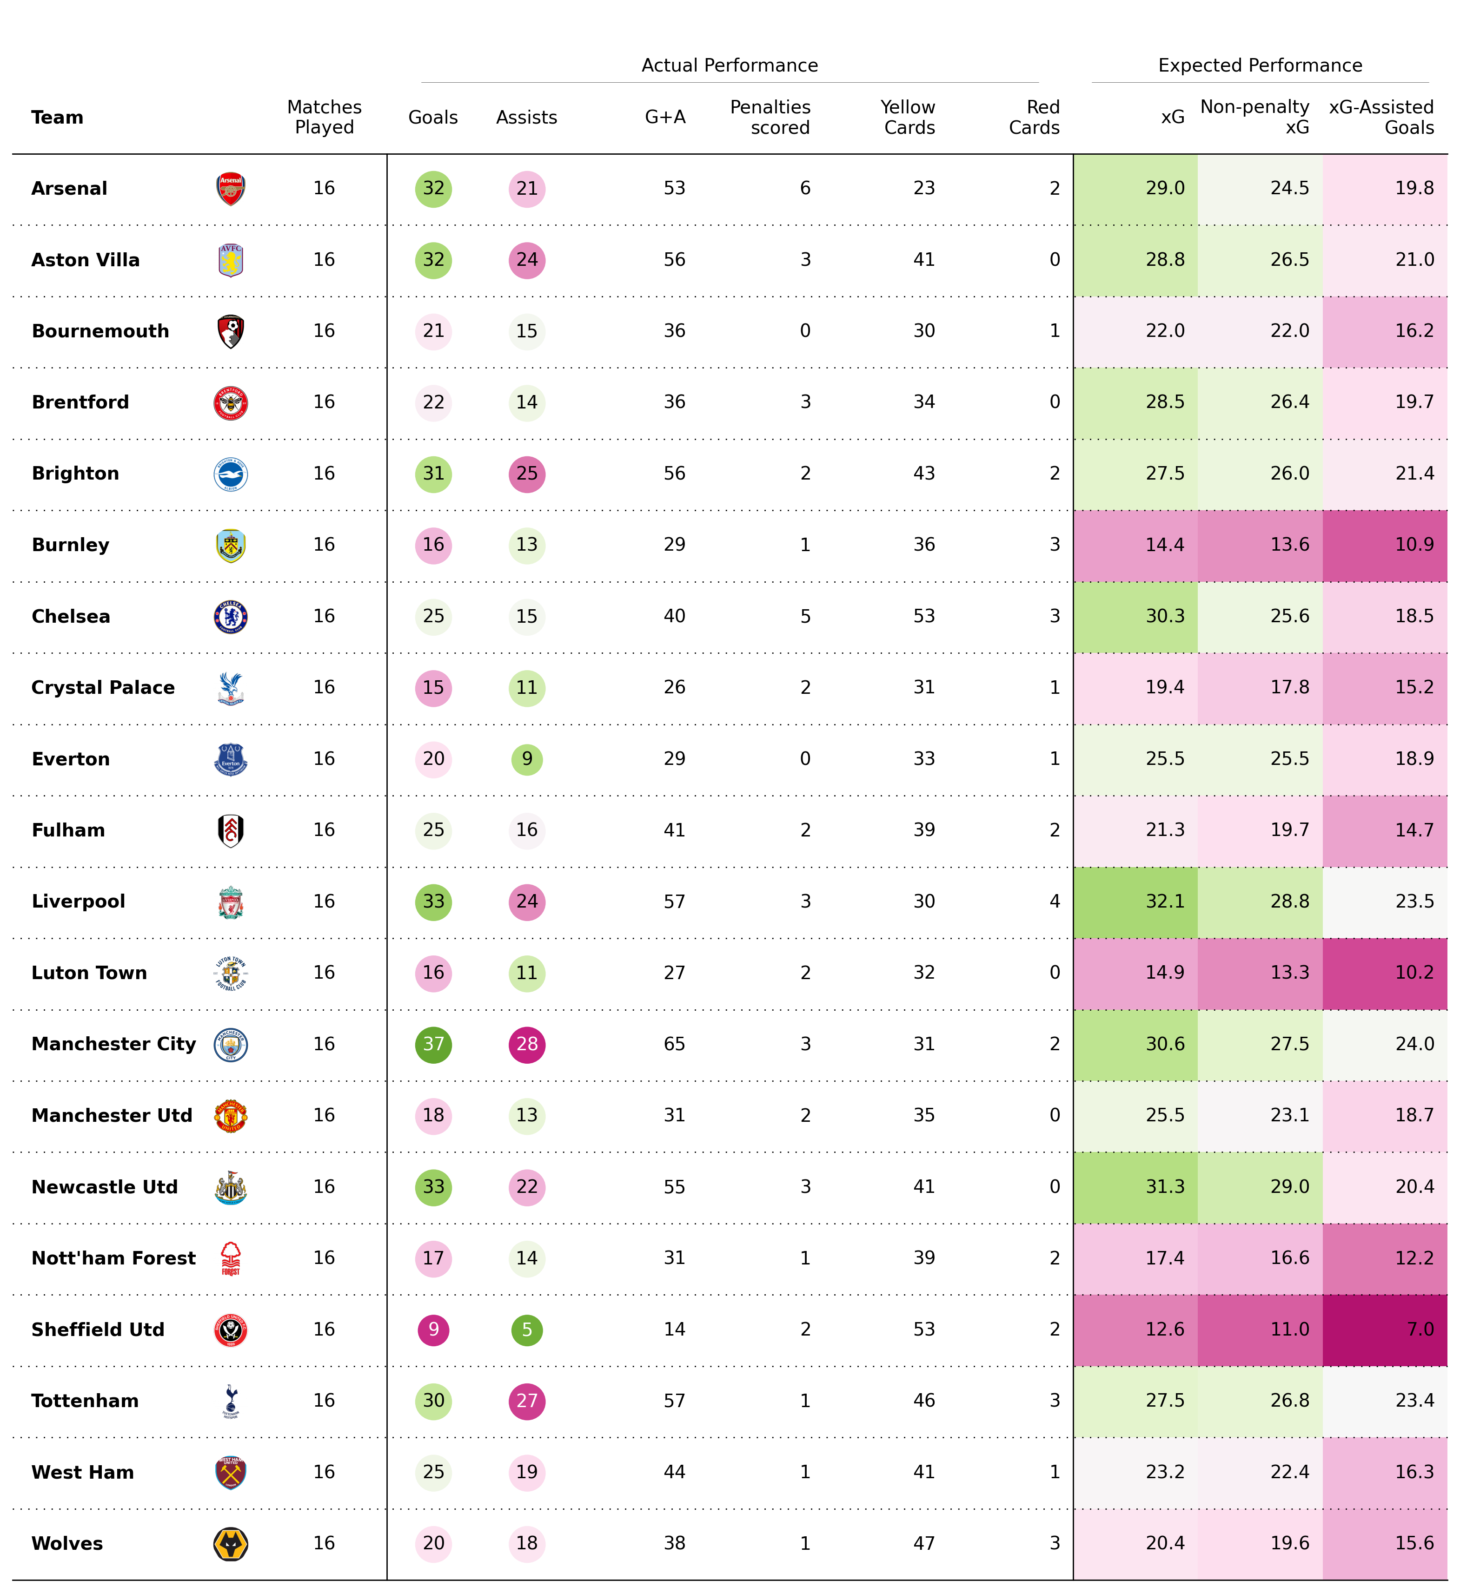 Actual Performance Expected Performance
Team Matches Played Goals Assists G+A Penalties scored Yellow Cards Red Cards xG Non-penalty xG xG-Assisted Goals
Arsenal 16 32 21 53 6 23 2 29.0 24.5 19.8
Aston Villa 16 32 24 56 3 41 0 28.8 26.5 21.0
Bournemouth 16 21 15 36 0 30 1 22.0 22.0 16.2
Brentford 16 22 14 36 3 34 0 28.5 26.4 19.7
Brighton 16 31 25 56 2 43 2 27.5 26.0 21.4
Burnley 16 16 13 29 1 36 3 14.4 13.6 10.9
Chelsea 16 25 15 40 5 53 3 30.3 25.6 18.5
Crystal Palace 16 15 11 26 2 31 1 19.4 17.8 15.2
Everton 16 20 9 29 0 33 1 25.5 25.5 18.9
Fulham 16 25 16 41 2 39 2 21.3 19.7 14.7
Liverpool 16 33 24 57 3 30 4 32.1 28.8 23.5
Luton Town 16 16 11 27 2 32 0 14.9 13.3 10.2
Manchester City 16 37 28 65 3 31 2 30.6 27.5 24.0
Manchester Utd 16 18 13 31 2 35 0 25.5 23.1 18.7
Newcastle Utd 16 33 22 55 3 41 0 31.3 29.0 20.4
Nott'ham Forest 16 17 14 31 1 39 2 17.4 16.6 12.2
Sheffield Utd 16 9 5 14 2 53 2 12.6 11.0 7.0
Tottenham 16 30 27 57 1 46 3 27.5 26.8 23.4
West Ham 16 25 19 44 1 41 1 23.2 22.4 16.3
Wolves 16 20 18 38 1 47 3 20.4 19.6 15.6